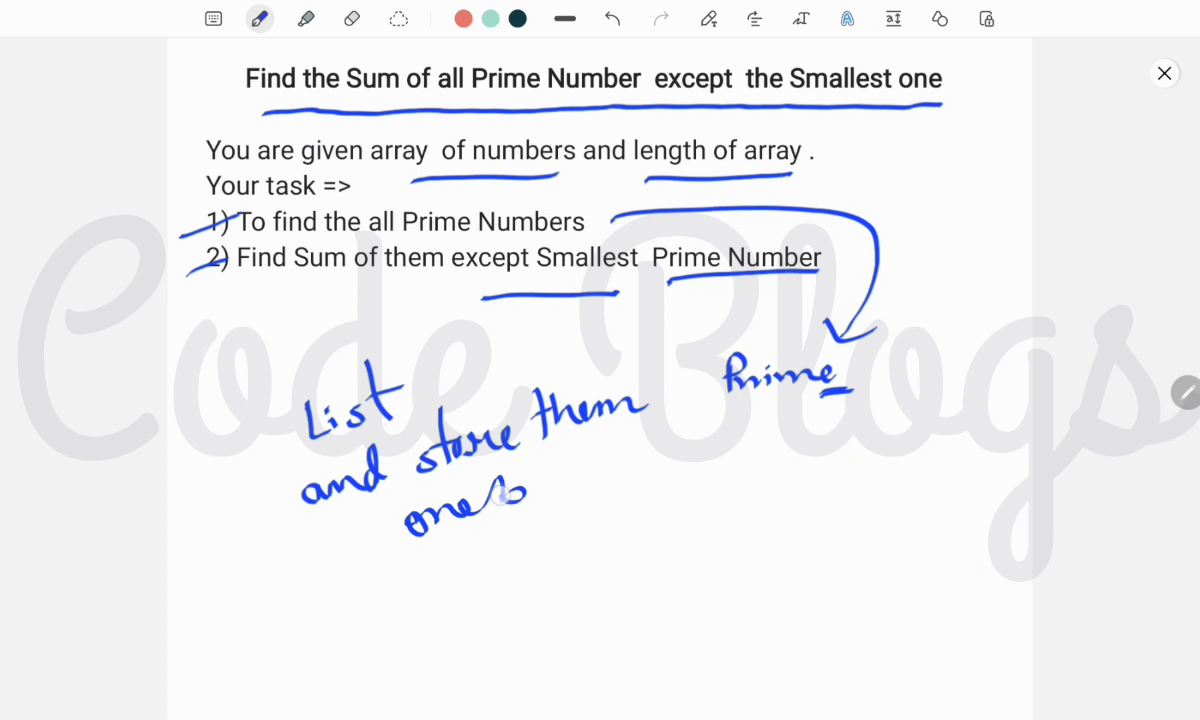 Find the Sum of all Prime Number except the Smallest one
You are given array of numbers and length of array .
Your task =>
1) To find the all Prime Numbers
2) Find Sum of them except Smallest Prime Number
Prime
List
and store them
one b
Code Blogs